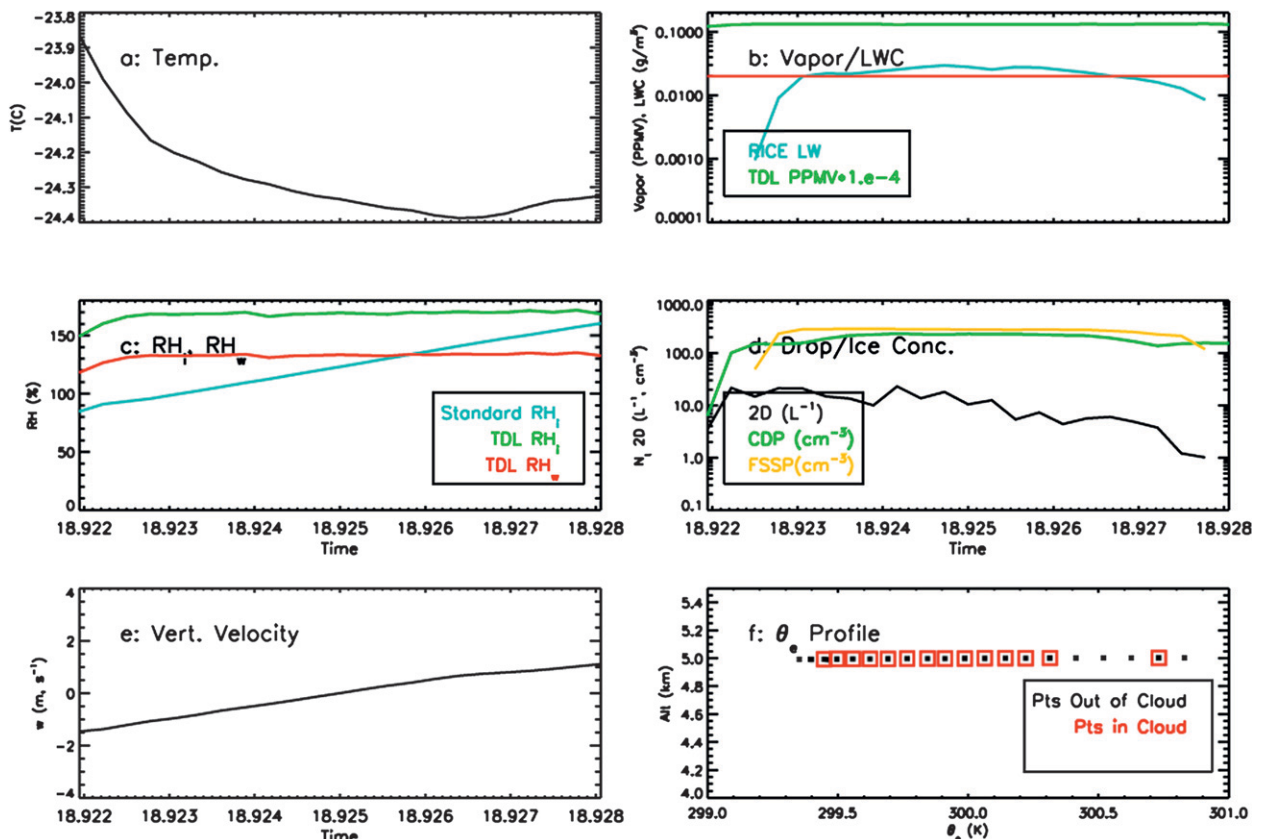 a: Temp.
T(C)
-23.8
-23.9
-24.0
-24.1
-24.2
-24.3
-24.4
b: Vapor/LWC
Vapor (PPMV), LWC (g/m³)
0.1000
0.0100
0.0010
0.0001
RICE LW
TDL PPMV*1.e-4
c: RHi, RHw
RH (%)
150
100
50
0
Standard RHi
TDL RHi
TDL RHw
18.922 18.923 18.924 18.925 18.926 18.927 18.928
Time
d: Drop/Ice Conc.
Ni 2D (L⁻¹, cm⁻³)
1000.0
100.0
10.0
1.0
0.1
2D (L⁻¹)
CDP (cm⁻³)
FSSP(cm⁻³)
18.922 18.923 18.924 18.925 18.926 18.927 18.928
Time
e: Vert. Velocity
w (m, s⁻¹)
4
2
0
-2
-4
18.922 18.923 18.924 18.925 18.926 18.927 18.928
Time
f: θe Profile
Alt (km)
5.4
5.2
5.0
4.8
4.6
4.4
4.2
4.0
Pts Out of Cloud
Pts in Cloud
299.0 299.5 300.0 300.5 301.0
θe (K)